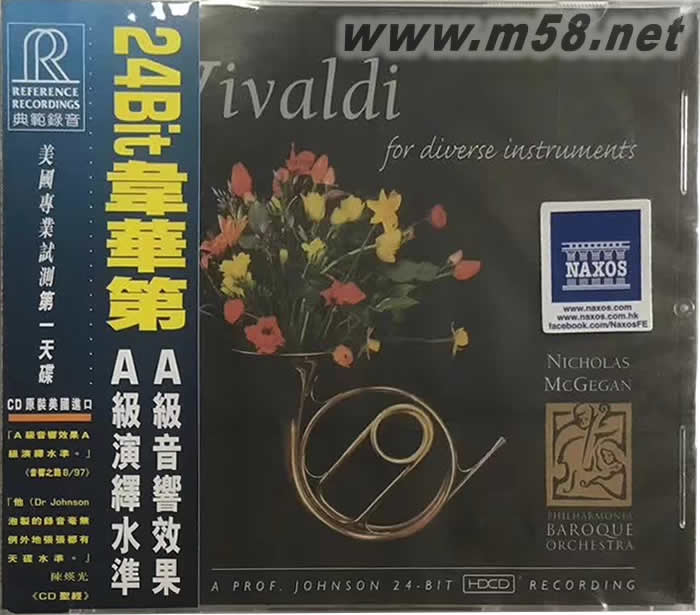 www.m58.net
REFERENCE
RECORDINGS
典範錄音
美國專業試測第一天碟
CD原裝美國進口
「A級音響效果A
級演繹水準。」
《音響之路8/97》
「他（Dr Johnson
泡製的錄音毫無
例外地張張都有
天碟水準。」
陳煐光
《CD聖經》
24Bit韋華第
A級音響效果
A級演繹水準
Vivaldi
for diverse instruments
NAXOS
www.naxos.com
www.naxos.com.hk
facebook.com/NaxosFE
NICHOLAS
MCGEGAN
PHILHARMONIA
BAROQUE
ORCHESTRA
A PROF. JOHNSON 24-BIT HDCD RECORDING